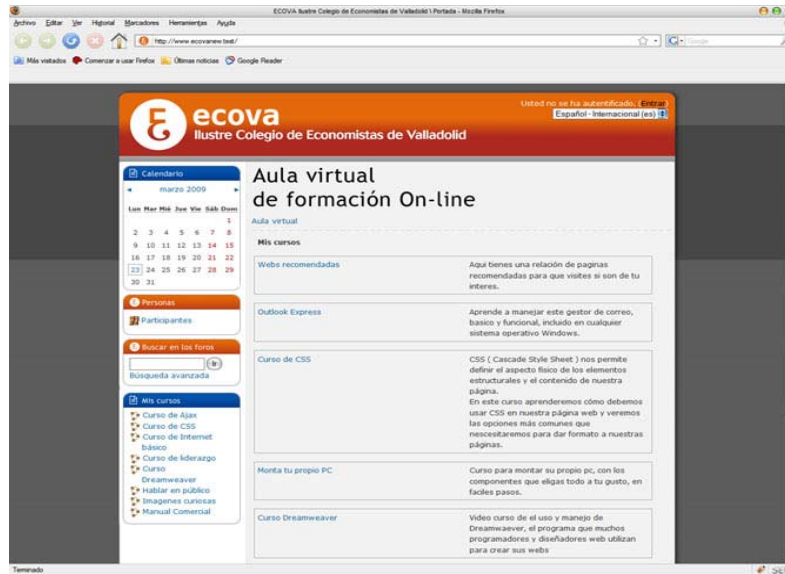 ECOVA Ilustre Colegio de Economistas de Valladolid \ Portada - Mozilla Firefox
Archivo Editar Ver Historial Marcadores Herramientas Ayuda
http://www.ecovanew.test/
Google
Más visitados Comenzar a usar Firefox Últimas noticias Google Reader
Usted no se ha autentificado. (Entrar)
Español - Internacional (es)
ecova
Ilustre Colegio de Economistas de Valladolid
Calendario
marzo 2009
Lun Mar Mié Jue Vie Sáb Dom
1
2 3 4 5 6 7 8
9 10 11 12 13 14 15
16 17 18 19 20 21 22
23 24 25 26 27 28 29
30 31
Personas
Participantes
Buscar en los foros
Ir
Búsqueda avanzada
Mis cursos
Curso de Ajax
Curso de CSS
Curso de Internet
básico
Curso de liderazgo
Curso
Dreamweaver
Hablar en público
Imagenes curiosas
Manual Comercial
Aula virtual
de formación On-line
Aula virtual
Mis cursos
Webs recomendadas
Aqui tienes una relación de paginas
recomendadas para que visites si son de tu
interes.
Outlook Express
Aprende a manejar este gestor de correo,
basico y funcional, incluido en cualquier
sistema operativo Windows.
Curso de CSS
CSS ( Cascade Style Sheet ) nos permite
definir el aspecto físico de los elementos
estructurales y el contenido de nuestra
página.
En este curso aprenderemos cómo debemos
usar CSS en nuestra página web y veremos
las opciones más comunes que
nescesitaremos para dar formato a nuestras
páginas.
Monta tu propio PC
Curso para montar su propio pc, con los
componentes que eligas todo a tu gusto, en
faciles pasos.
Curso Dreamweaver
Video curso de el uso y manejo de
Dreamwaever, el programa que muchos
programadores y diseñadores web utilizan
para crear sus webs
Terminado